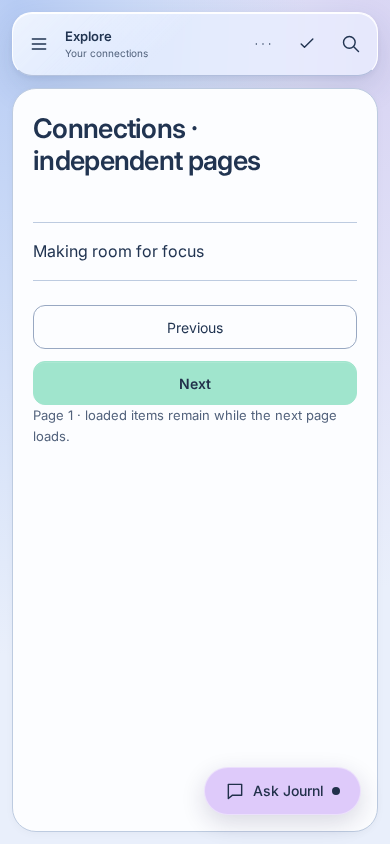 Explore
Your connections
Connections ·
independent pages
Making room for focus
Previous
Next
Page 1 · loaded items remain while the next page
loads.
Ask Journl